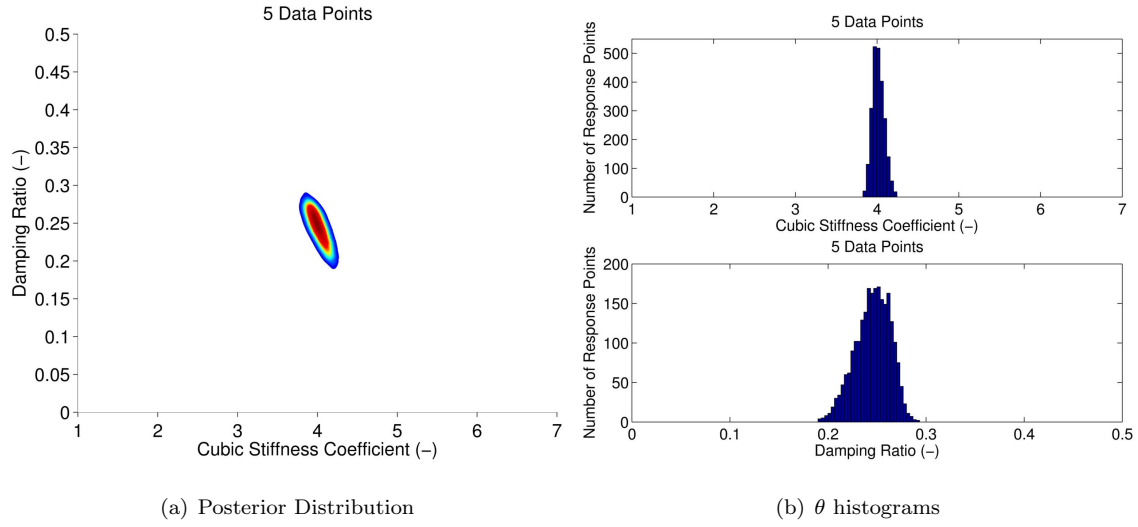 5 Data Points
0.5
0.45
0.4
0.35
0.3
0.25
0.2
0.15
0.1
0.05
0
Damping Ratio (−)
1 2 3 4 5 6 7
Cubic Stiffness Coefficient (−)
(a) Posterior Distribution
5 Data Points
500
400
300
200
100
0
Number of Response Points
1 2 3 4 5 6 7
Cubic Stiffness Coefficient (−)
5 Data Points
200
150
100
50
0
Number of Response Points
0 0.1 0.2 0.3 0.4 0.5
Damping Ratio (−)
(b) θ histograms